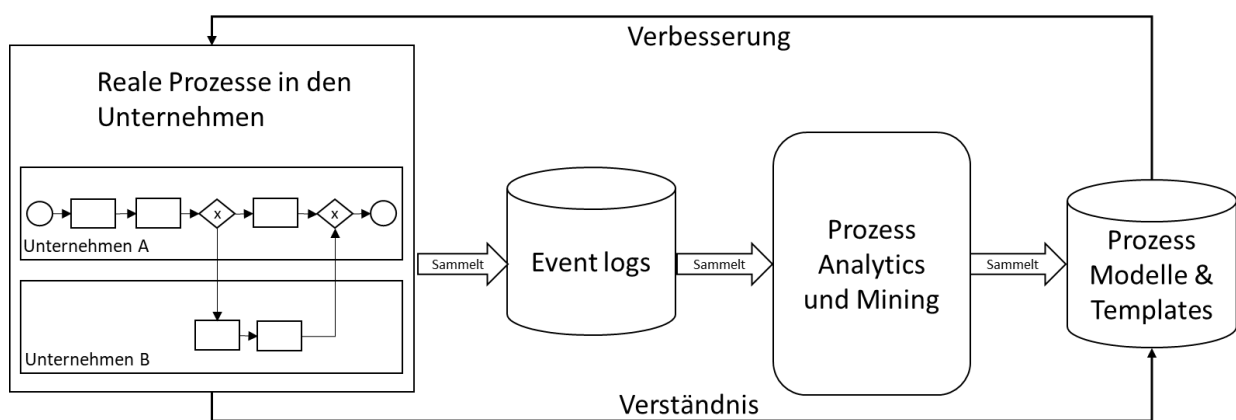 Verbesserung
Reale Prozesse in den
Unternehmen
x
x
Unternehmen A
Unternehmen B
Sammelt
Event logs
Sammelt
Prozess
Analytics
und Mining
Sammelt
Prozess
Modelle &
Templates
Verständnis